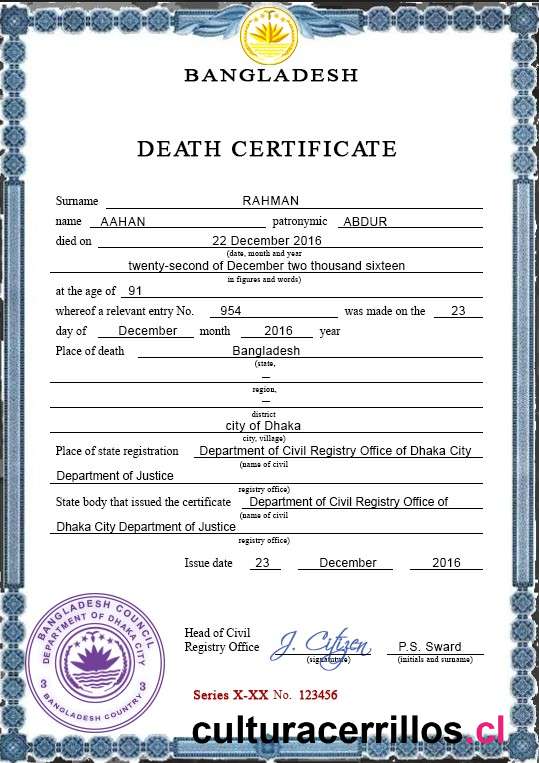 BANGLADESH
DEATH CERTIFICATE
Surname RAHMAN
name AAHAN patronymic ABDUR
died on 22 December 2016
(date, month and year
twenty-second of December two thousand sixteen
in figures and words)
at the age of 91
whereof a relevant entry No. 954 was made on the 23
day of December month 2016 year
Place of death Bangladesh
(state,
—
region,
—
district
city of Dhaka
city, village)
Place of state registration Department of Civil Registry Office of Dhaka City
(name of civil
Department of Justice
registry office)
State body that issued the certificate Department of Civil Registry Office of
(name of civil
Dhaka City Department of Justice
registry office)
Issue date 23 December 2016
BANGLADESH COUNCIL
DEPARTMENT OF DHAKA CITY
3 3
BANGLADESH COUNTRY
Head of Civil
Registry Office J. Citizen P.S. Sward
(signatute) (initials and surname)
Series X-XX No. 123456
culturacerrillos.cl